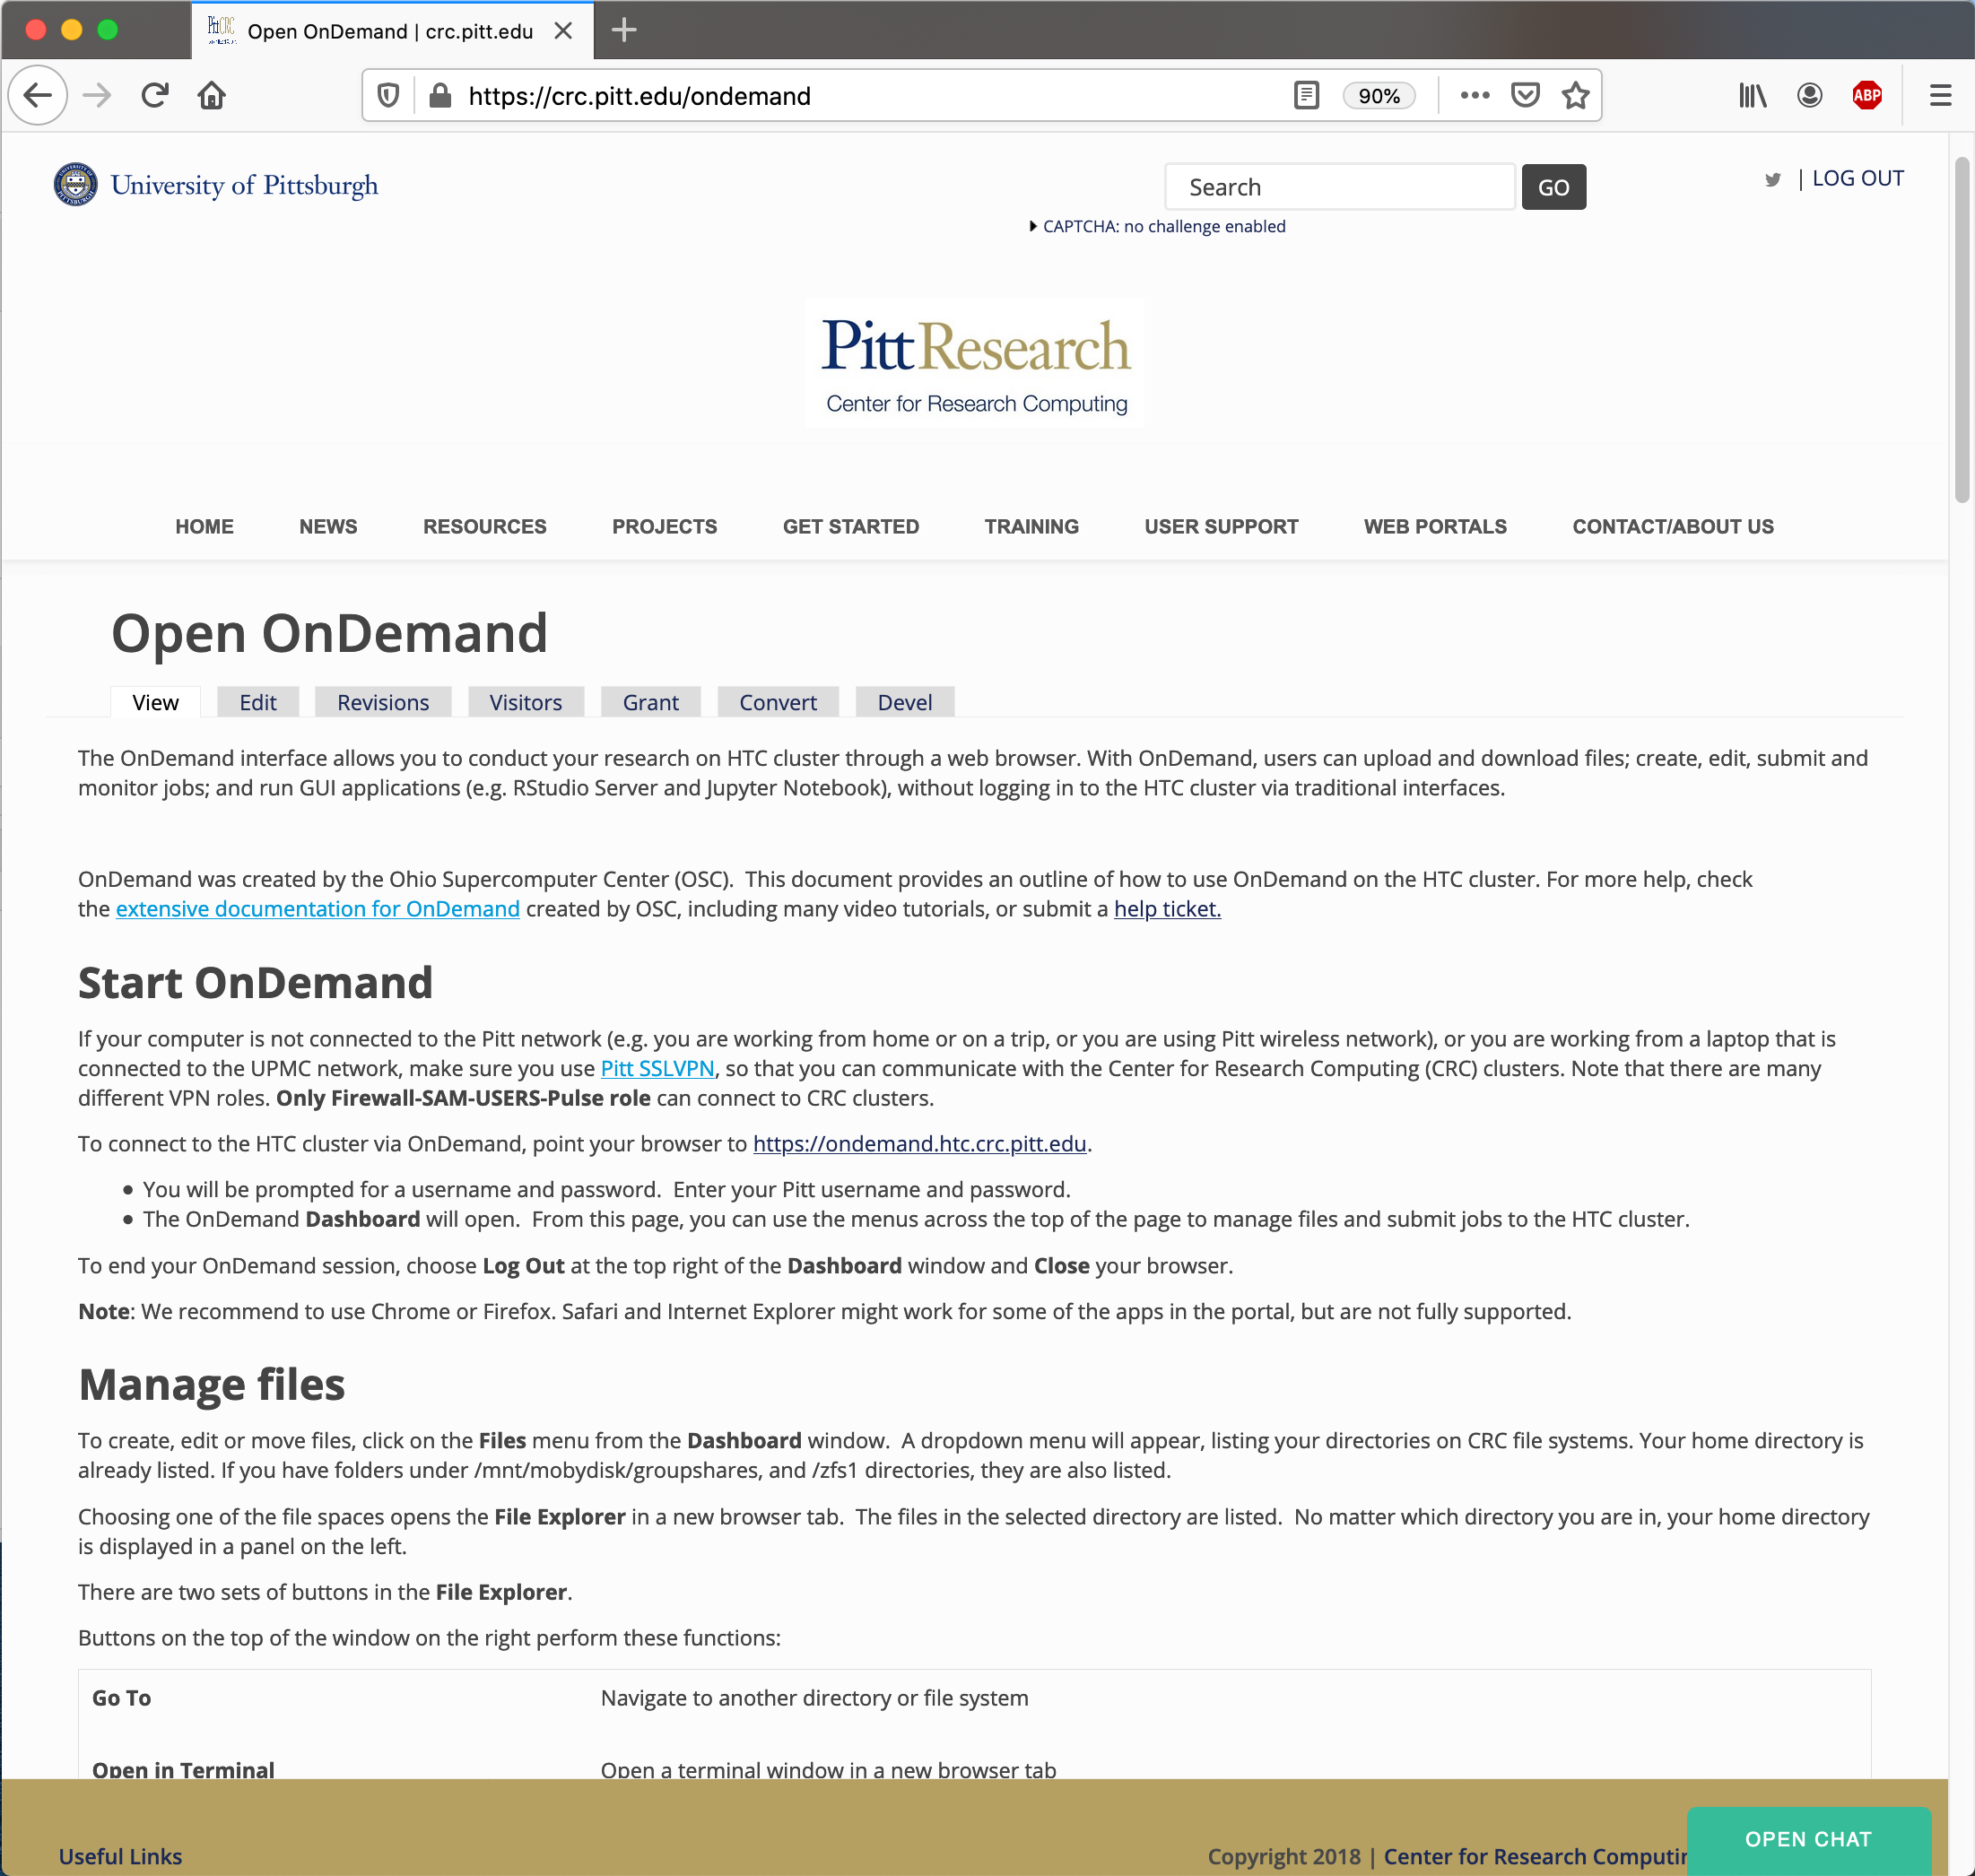 Open OnDemand | crc.pitt.edu
https://crc.pitt.edu/ondemand
90%
ABP
University of Pittsburgh
Search
GO
| LOG OUT
CAPTCHA: no challenge enabled
PittResearch
Center for Research Computing
HOME NEWS RESOURCES PROJECTS GET STARTED TRAINING USER SUPPORT WEB PORTALS CONTACT/ABOUT US
Open OnDemand
View Edit Revisions Visitors Grant Convert Devel
The OnDemand interface allows you to conduct your research on HTC cluster through a web browser. With OnDemand, users can upload and download files; create, edit, submit and
monitor jobs; and run GUI applications (e.g. RStudio Server and Jupyter Notebook), without logging in to the HTC cluster via traditional interfaces.
OnDemand was created by the Ohio Supercomputer Center (OSC).  This document provides an outline of how to use OnDemand on the HTC cluster. For more help, check
the extensive documentation for OnDemand created by OSC, including many video tutorials, or submit a help ticket.
Start OnDemand
If your computer is not connected to the Pitt network (e.g. you are working from home or on a trip, or you are using Pitt wireless network), or you are working from a laptop that is
connected to the UPMC network, make sure you use Pitt SSLVPN, so that you can communicate with the Center for Research Computing (CRC) clusters. Note that there are many
different VPN roles. Only Firewall-SAM-USERS-Pulse role can connect to CRC clusters.
To connect to the HTC cluster via OnDemand, point your browser to https://ondemand.htc.crc.pitt.edu.
• You will be prompted for a username and password.  Enter your Pitt username and password.
• The OnDemand Dashboard will open.  From this page, you can use the menus across the top of the page to manage files and submit jobs to the HTC cluster.
To end your OnDemand session, choose Log Out at the top right of the Dashboard window and Close your browser.
Note: We recommend to use Chrome or Firefox. Safari and Internet Explorer might work for some of the apps in the portal, but are not fully supported.
Manage files
To create, edit or move files, click on the Files menu from the Dashboard window.  A dropdown menu will appear, listing your directories on CRC file systems. Your home directory is
already listed. If you have folders under /mnt/mobydisk/groupshares, and /zfs1 directories, they are also listed.
Choosing one of the file spaces opens the File Explorer in a new browser tab.  The files in the selected directory are listed.  No matter which directory you are in, your home directory
is displayed in a panel on the left.
There are two sets of buttons in the File Explorer.
Buttons on the top of the window on the right perform these functions:
Go To Navigate to another directory or file system
Open in Terminal Open a terminal window in a new browser tab
Useful Links
Copyright 2018 | Center for Research Computin
OPEN CHAT